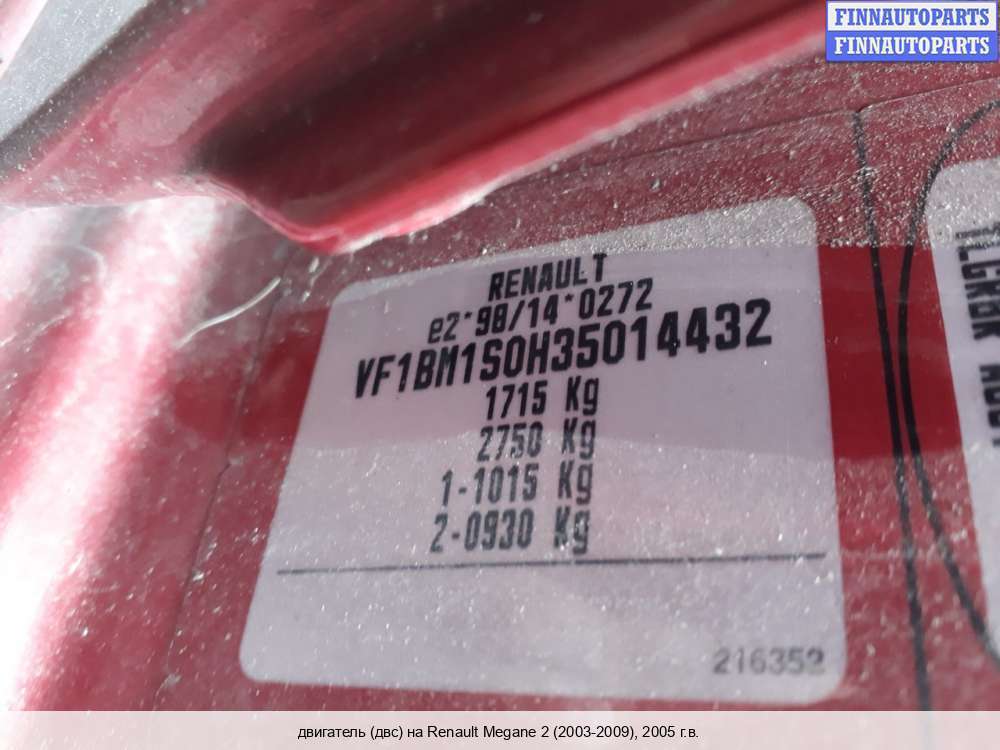 FINNAUTOPARTS
FINNAUTOPARTS
RENAULT
e2*98/14*0272
VF1BM1S0H35014432
1715 Kg
2750 Kg
1-1015 Kg
2-0930 Kg
216352
двигатель (двс) на Renault Megane 2 (2003-2009), 2005 г.в.